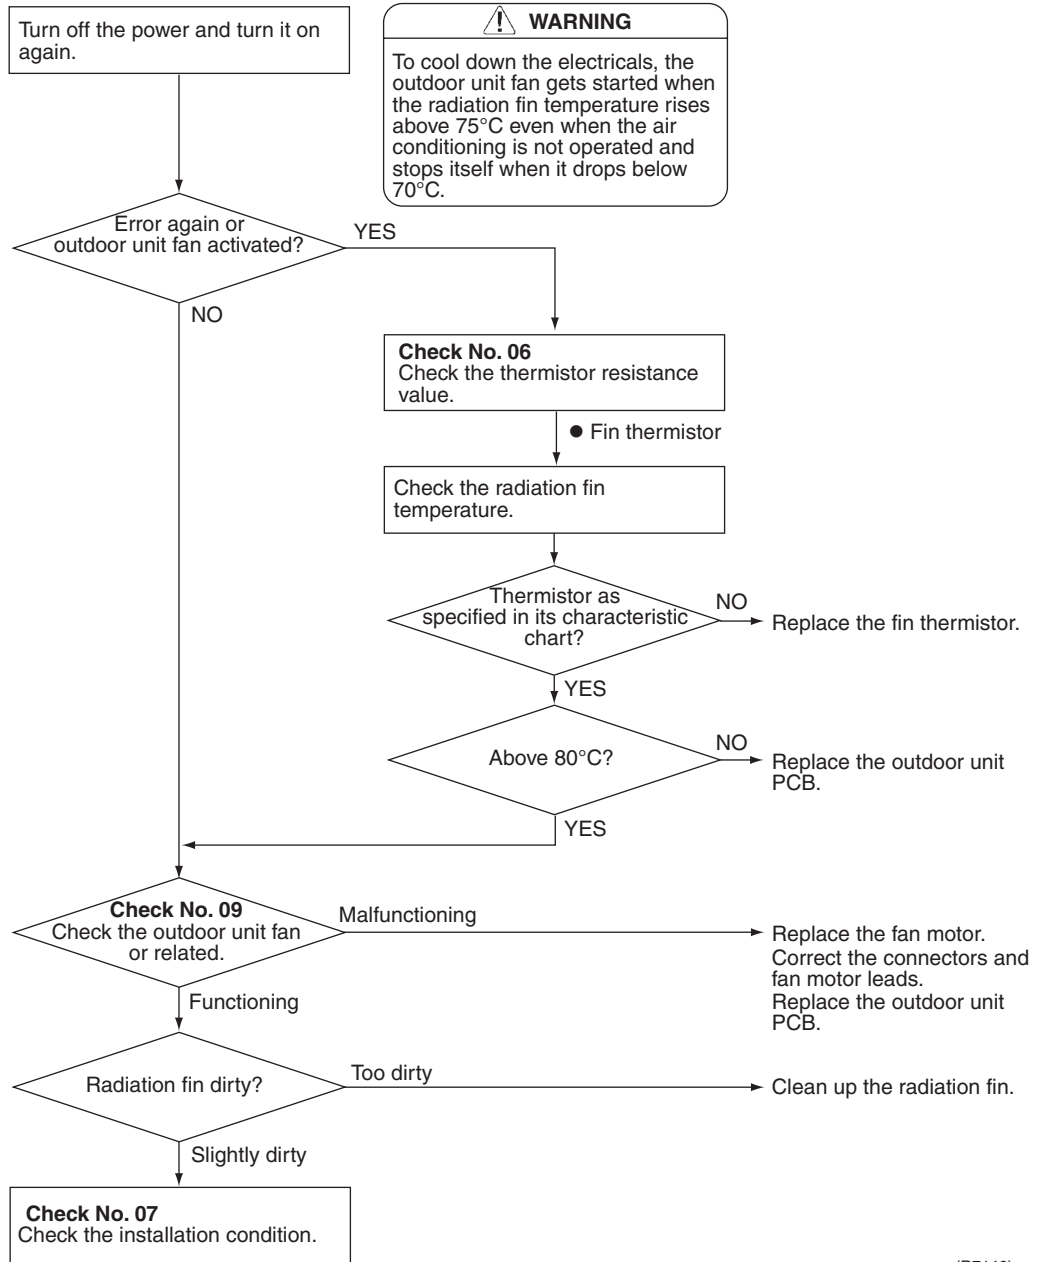 Turn off the power and turn it on
again.
WARNING
To cool down the electricals, the
outdoor unit fan gets started when
the radiation fin temperature rises
above 75°C even when the air
conditioning is not operated and
stops itself when it drops below
70°C.
Error again or
outdoor unit fan activated?
YES
NO
Check No. 06
Check the thermistor resistance
value.
● Fin thermistor
Check the radiation fin
temperature.
Thermistor as
specified in its characteristic
chart?
NO
Replace the fin thermistor.
YES
Above 80°C?
NO
Replace the outdoor unit
PCB.
YES
Check No. 09
Check the outdoor unit fan
or related.
Malfunctioning
Replace the fan motor.
Correct the connectors and
fan motor leads.
Replace the outdoor unit
PCB.
Functioning
Radiation fin dirty?
Too dirty
Clean up the radiation fin.
Slightly dirty
Check No. 07
Check the installation condition.